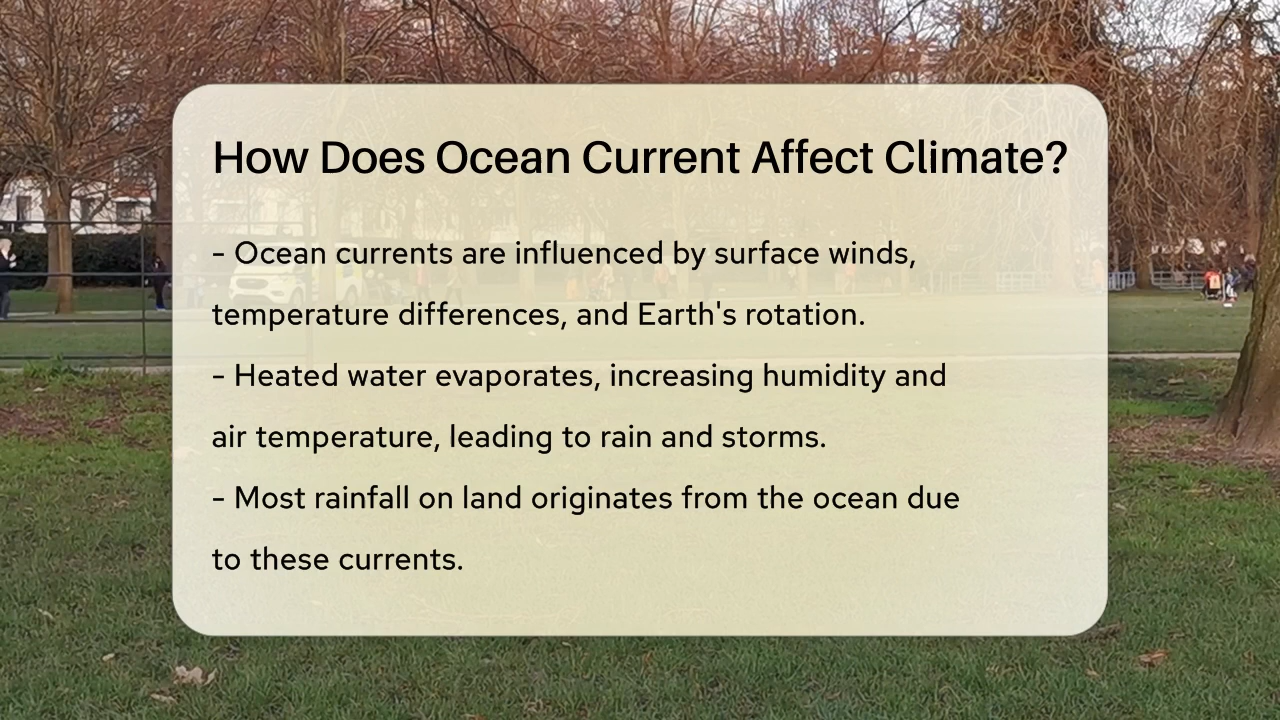 How Does Ocean Current Affect Climate?
- Ocean currents are influenced by surface winds,
temperature differences, and Earth's rotation.
- Heated water evaporates, increasing humidity and
air temperature, leading to rain and storms.
- Most rainfall on land originates from the ocean due
to these currents.